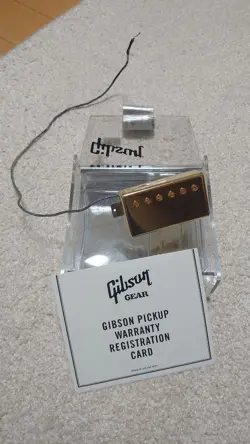 Gibson
Gibson
GEAR
GIBSON PICKUP
WARRANTY
REGISTRATION
CARD